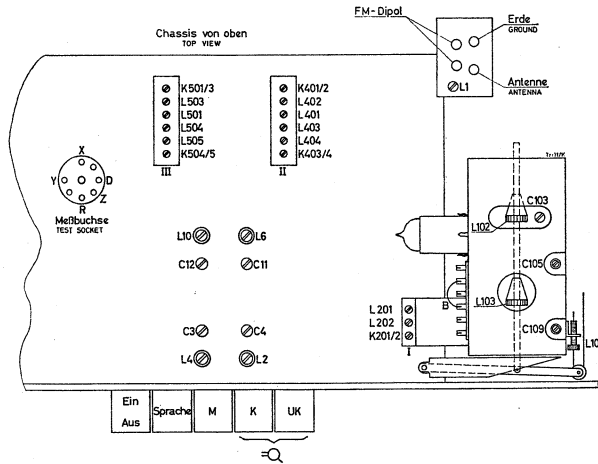 FM-Dipol
Erde
GROUND
Chassis von oben
TOP VIEW
Antenne
ANTENNA
L1
K501/3
L503
L501
L504
L505
K504/5
III
K401/2
L402
L401
L403
L404
K403/4
II
X
Y
D
Z
R
Meßbuchse
TEST SOCKET
C103
L102
C105
L103
C109
L10
L6
C12
C11
C3
C4
L4
L2
B
L201
L202
K201/2
I
L10
Ein
Aus
Sprache
M
K
UK